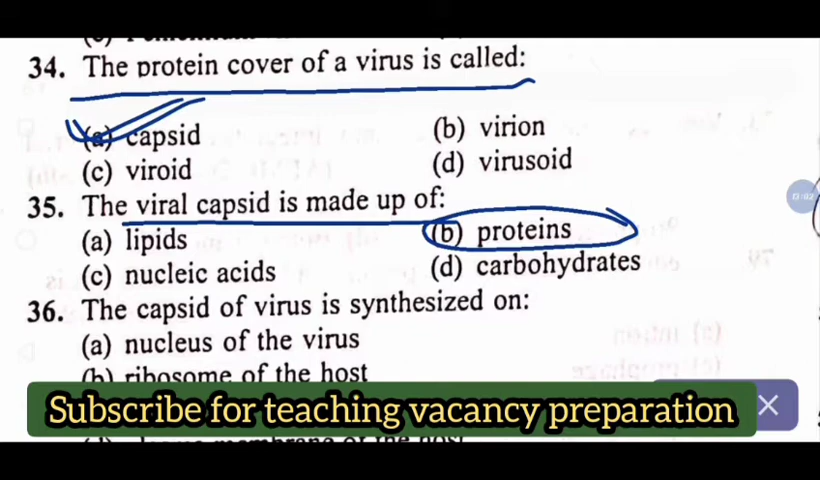 34. The protein cover of a virus is called:
(a) capsid (b) virion
(c) viroid (d) virusoid
35. The viral capsid is made up of:
(a) lipids (b) proteins
(c) nucleic acids (d) carbohydrates
36. The capsid of virus is synthesized on:
(a) nucleus of the virus
(b) ribosome of the host
Subscribe for teaching vacancy preparation